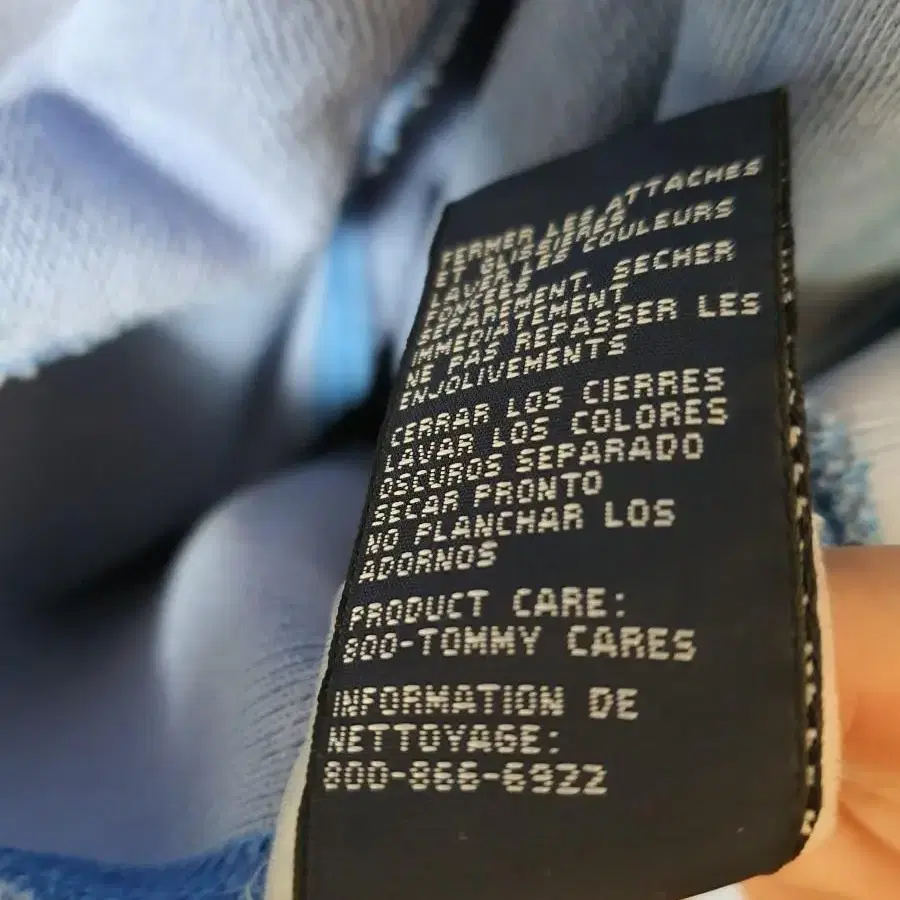 FERMER LES ATTACHES
ET GLISSIERES
LAVER LES COULEURS
FONCEES
SEPAREMENT. SECHER
IMMEDIATEMENT
NE PAS REPASSER LES
ENJOLIVEMENTS
CERRAR LOS CIERRES
LAVAR LOS COLORES
OSCUROS SEPARADO
SECAR PRONTO
NO PLANCHAR LOS
ADORNOS
PRODUCT CARE:
800-TOMMY CARES
INFORMATION DE
NETTOYAGE:
800-866-6922